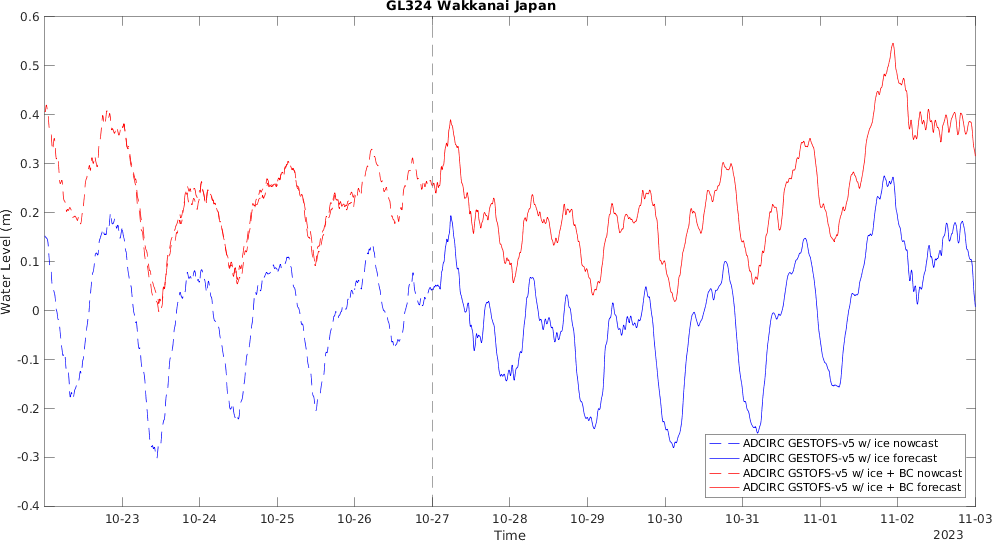 GL324 Wakkanai Japan
Water Level (m)
0.6
0.5
0.4
0.3
0.2
0.1
0
-0.1
-0.2
-0.3
-0.4
ADCIRC GESTOFS-v5 w/ ice nowcast
ADCIRC GESTOFS-v5 w/ ice forecast
ADCIRC GSTOFS-v5 w/ ice + BC nowcast
ADCIRC GSTOFS-v5 w/ ice + BC forecast
10-23 10-24 10-25 10-26 10-27 10-28 10-29 10-30 10-31 11-01 11-02 11-03
Time
2023